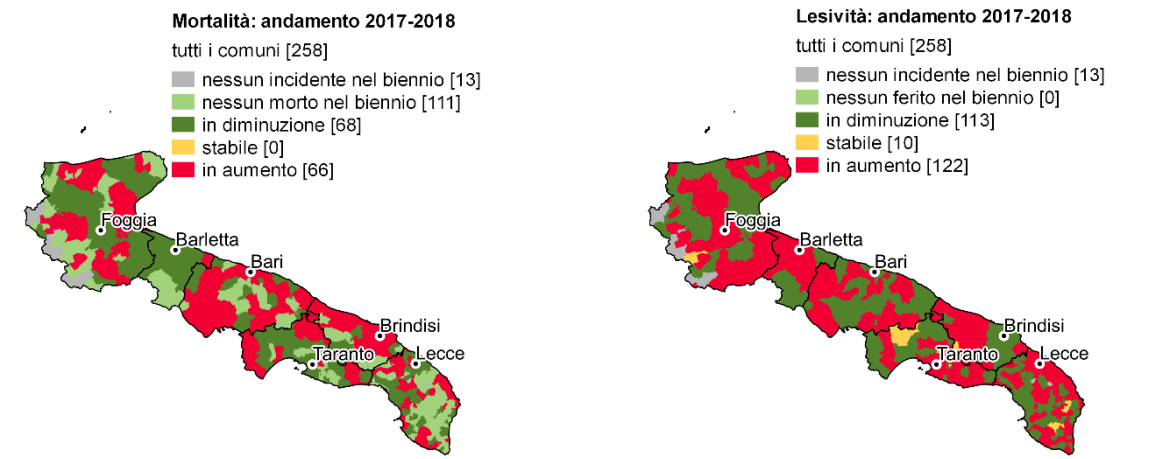 Mortalità: andamento 2017-2018
tutti i comuni [258]
nessun incidente nel biennio [13]
nessun morto nel biennio [111]
in diminuzione [68]
stabile [0]
in aumento [66]
Foggia
Barletta
Bari
Brindisi
Taranto
Lecce
Lesività: andamento 2017-2018
tutti i comuni [258]
nessun incidente nel biennio [13]
nessun ferito nel biennio [0]
in diminuzione [113]
stabile [10]
in aumento [122]
Foggia
Barletta
Bari
Brindisi
Taranto
Lecce